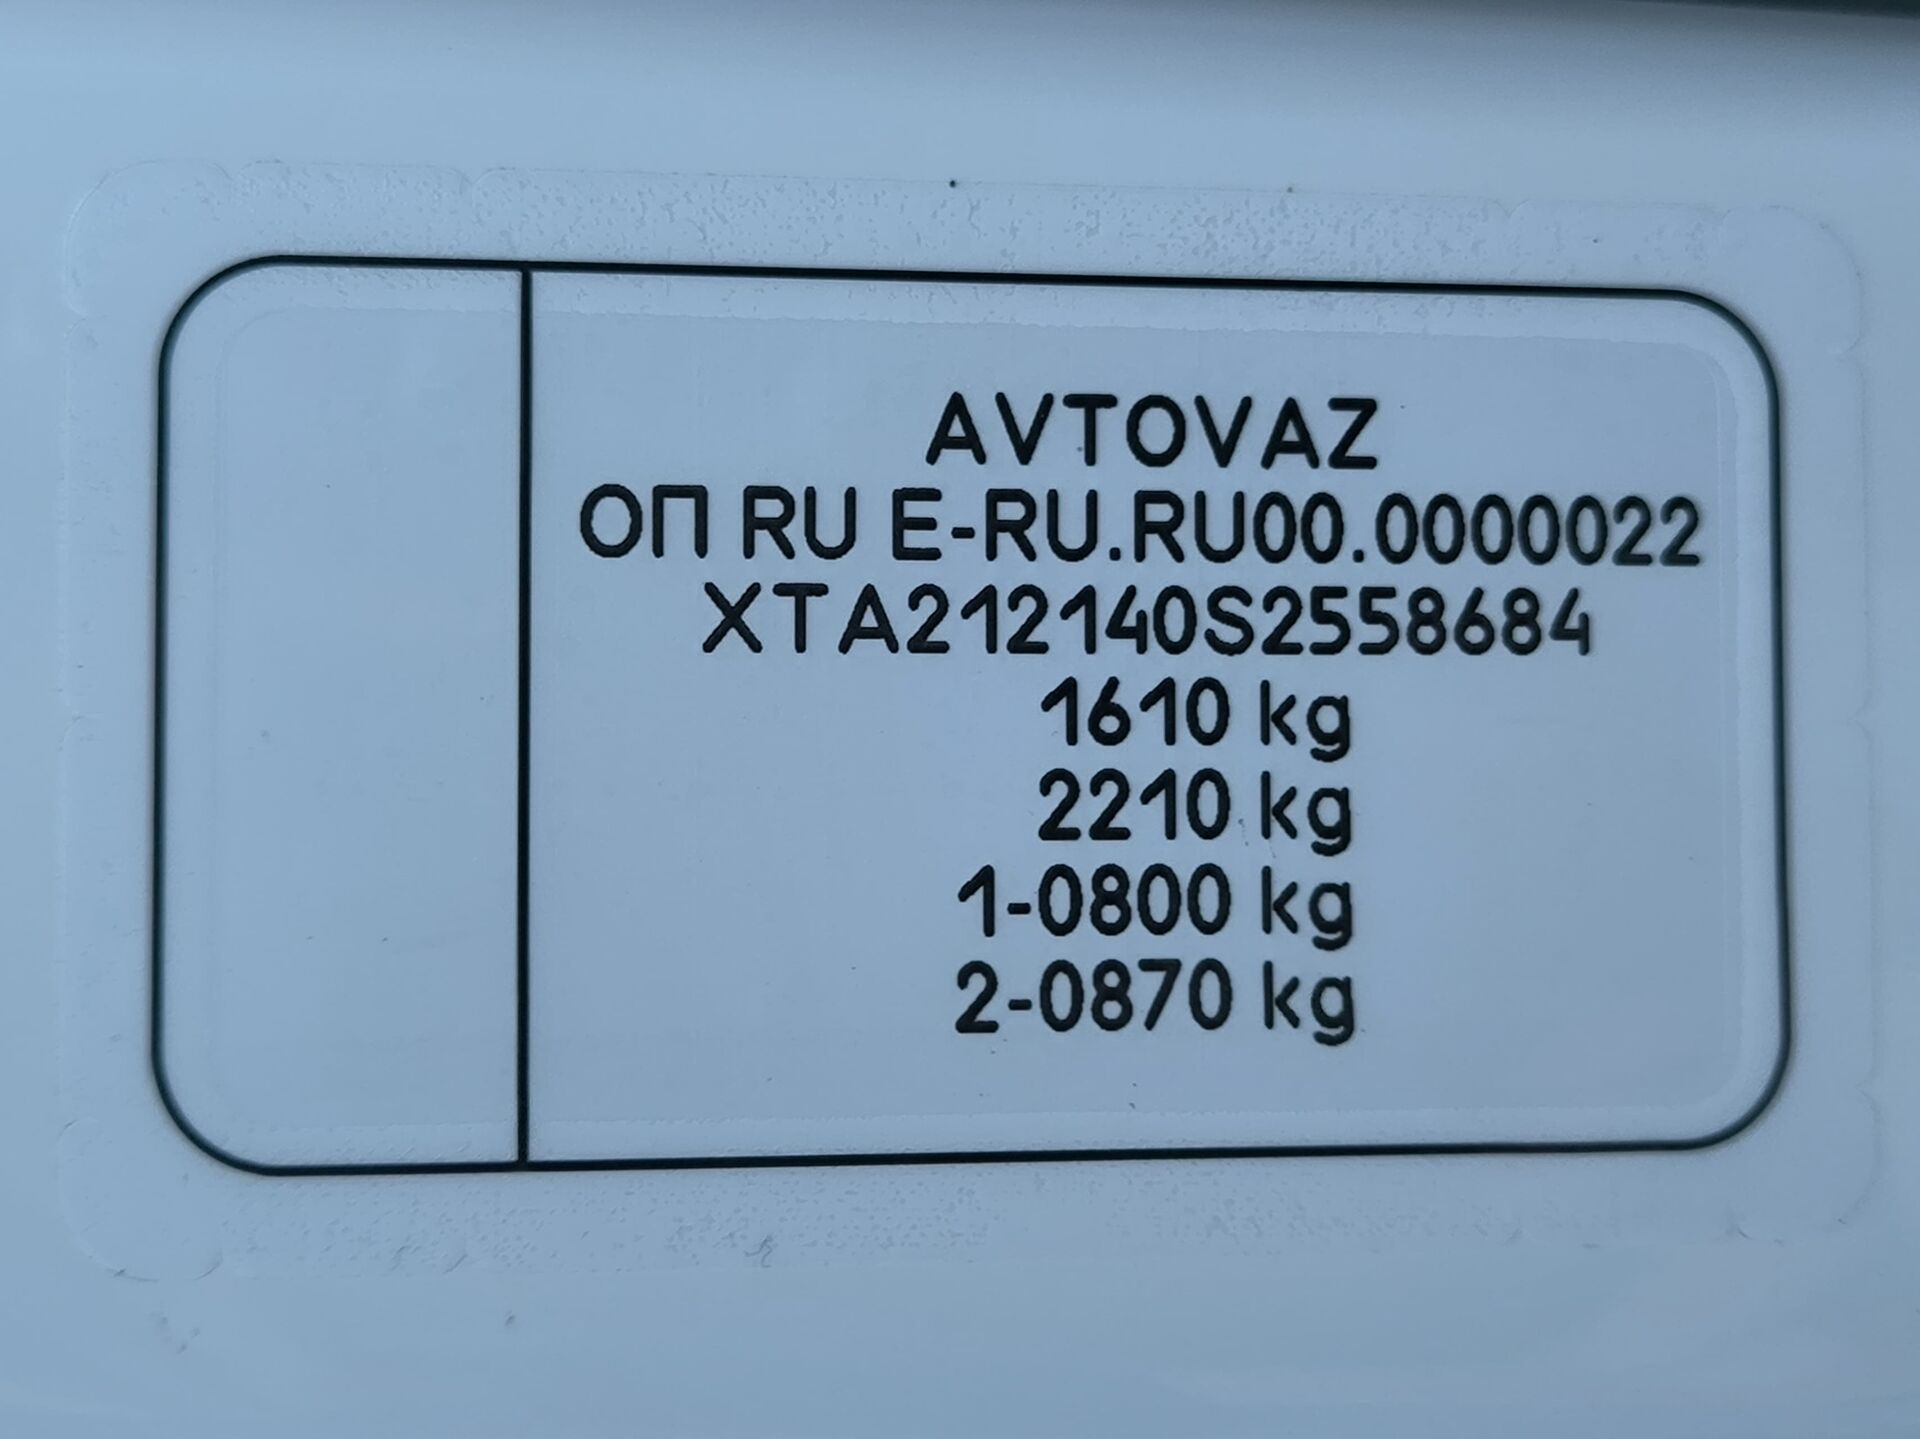 AVTOVAZ
ОП RU E-RU.RU00.0000022
XTA212140S2558684
1610 kg
2210 kg
1-0800 kg
2-0870 kg